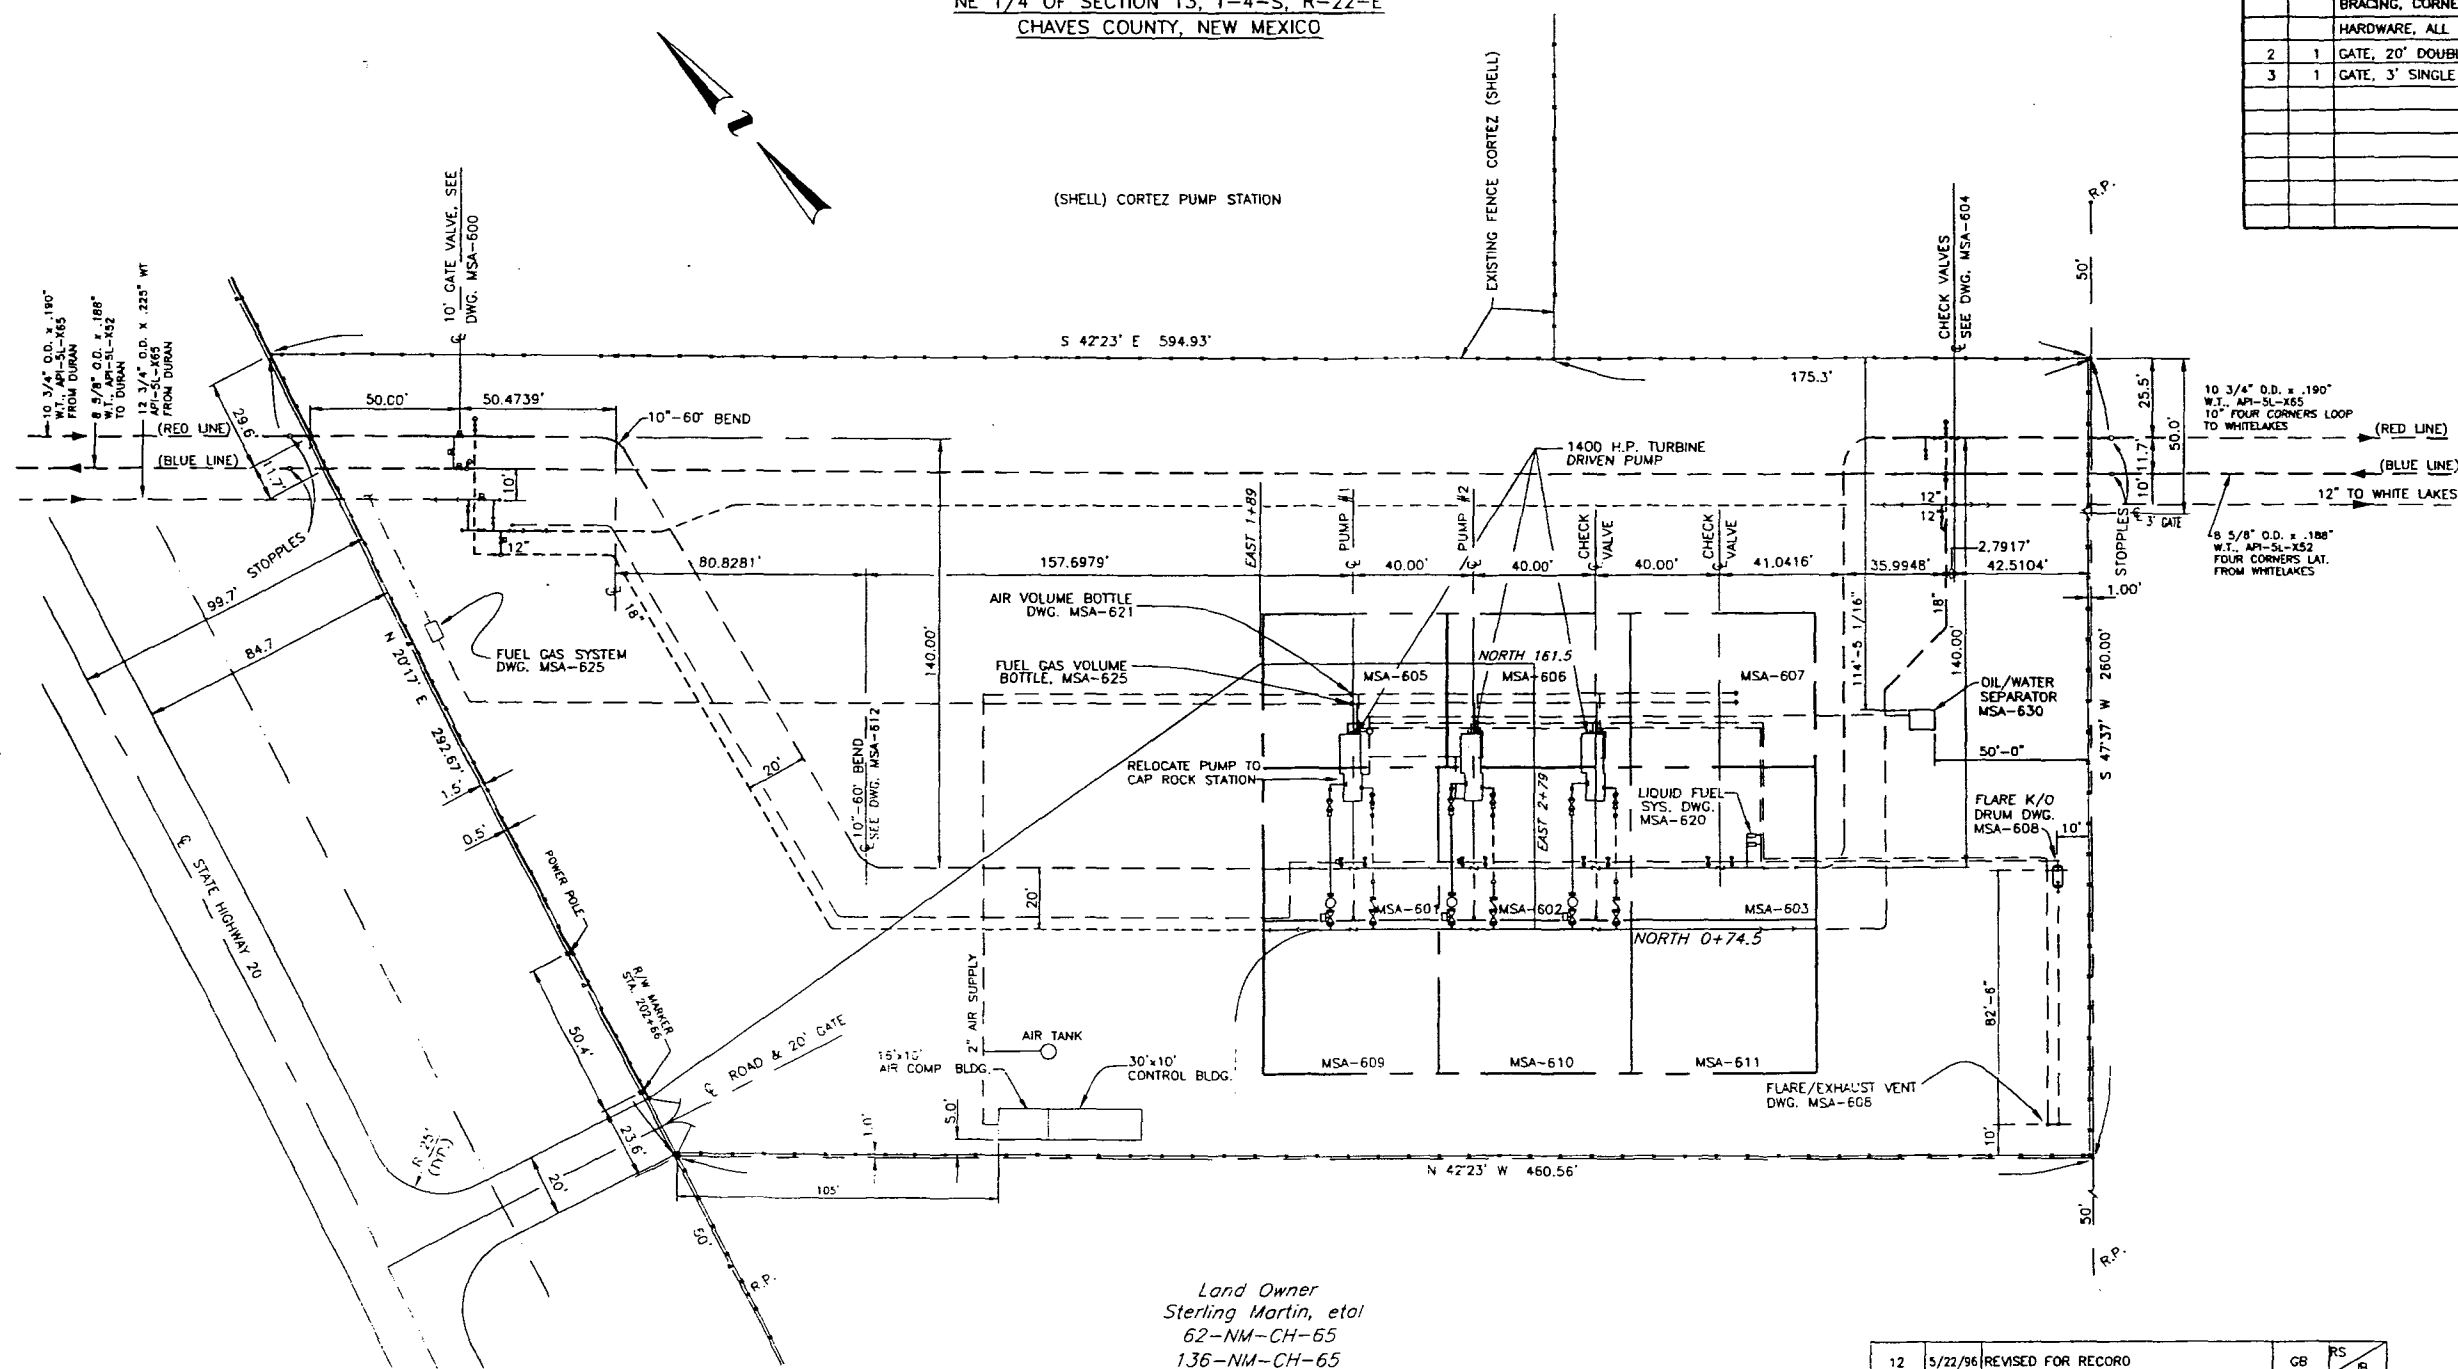 NE 1/4 OF SECTION 13, T-4-S, R-22-E
CHAVES COUNTY, NEW MEXICO
HARDWARE, ALL
2 1 GATE, 20' DOUB
3 1 GATE, 3' SINGLE
(SHELL) CORTEZ PUMP STATION
EXISTING FENCE CORTEZ (SHELL)
10' GATE VALVE, SEE
DWG. MSA-600
CHECK VALVES
SEE DWG. MSA-604
R.P.
50'
10 3/4" O.D. x .190"
W.T., API-5L-X65
FROM DURAN
8 5/8" O.D. x .188"
W.T., API-5L-X52
TO DURAN
12 3/4" O.D. X .225" WT
API-5L-X65
FROM DURAN
S 42°23' E 594.93'
175.3'
50.00'
50.4739'
10"-60° BEND
(RED LINE)
(BLUE LINE)
29.6'
11.7'
10'
12"
STOPPLES
99.7'
84.7
1400 H.P. TURBINE
DRIVEN PUMP
25.5'
50.0'
11.7'
10'
10 3/4" O.D. x .190"
W.T., API-5L-X65
10" FOUR CORNERS LOOP
TO WHITELAKES
(RED LINE)
(BLUE LINE)
12" TO WHITE LAKES
3' GATE
STOPPLES
8 5/8" O.D. x .188"
W.T., API-5L-X52
FOUR CORNERS LAT.
FROM WHITELAKES
12"
12"
2.7917'
80.8281'
157.6979'
EAST 1+89
PUMP #1
40.00'
PUMP #2
40.00'
CHECK
VALVE
40.00'
CHECK
VALVE
41.0416'
35.9948'
42.5104'
1.00'
18"
18"
AIR VOLUME BOTTLE
DWG. MSA-621
FUEL GAS VOLUME
BOTTLE, MSA-625
FUEL GAS SYSTEM
DWG. MSA-625
N 20°17' E 292.67'
140.00'
NORTH 161.5
MSA-605
MSA-606
MSA-607
114'-5 1/16"
140.00'
OIL/WATER
SEPARATOR
MSA-630
50'-0"
S 47°37' W 260.00'
10"-60° BEND
SEE DWG. MSA-612
20'
RELOCATE PUMP TO
CAP ROCK STATION
EAST 2+79
LIQUID FUEL
SYS. DWG.
MSA-620
FLARE K/O
DRUM DWG.
MSA-608
10'
1.5'
0.5'
STATE HIGHWAY 20
POWER POLE
20'
MSA-601
MSA-602
MSA-603
NORTH 0+74.5
82'-6"
R/W MARKER
STA. 202+66
50.4'
ROAD & 20' GATE
2" AIR SUPPLY
AIR TANK
AIR COMP BLDG.
30'x10'
CONTROL BLDG.
MSA-609
MSA-610
MSA-611
FLARE/EXHAUST VENT
DWG. MSA-608
10'
R 25'
(TYP.)
23.6'
20'
1.0'
5.0'
105'
N 42°23' W 460.56'
50'
R.P.
50'
R.P.
Land Owner
Sterling Martin, etal
62-NM-CH-65
136-NM-CH-65
12 5/22/96 REVISED FOR RECORD GB RS